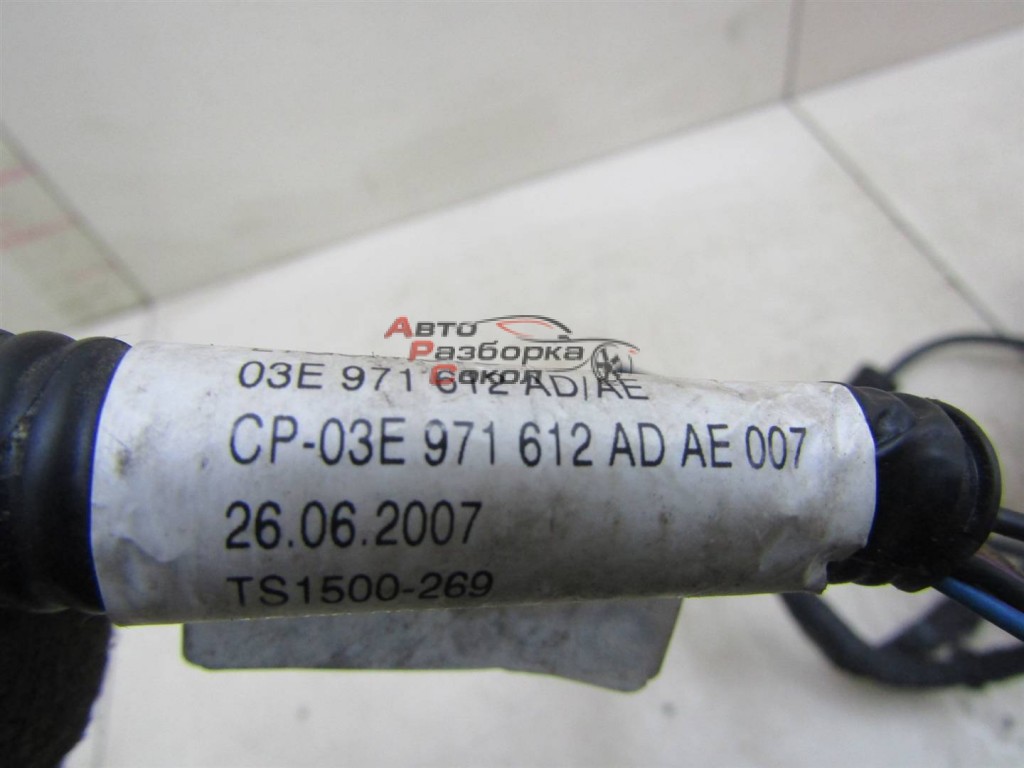 Авто
Разборка
Сокол
03E 971 612 AD/AE
CP-03E 971 612 AD AE 007
26.06.2007
TS1500-269